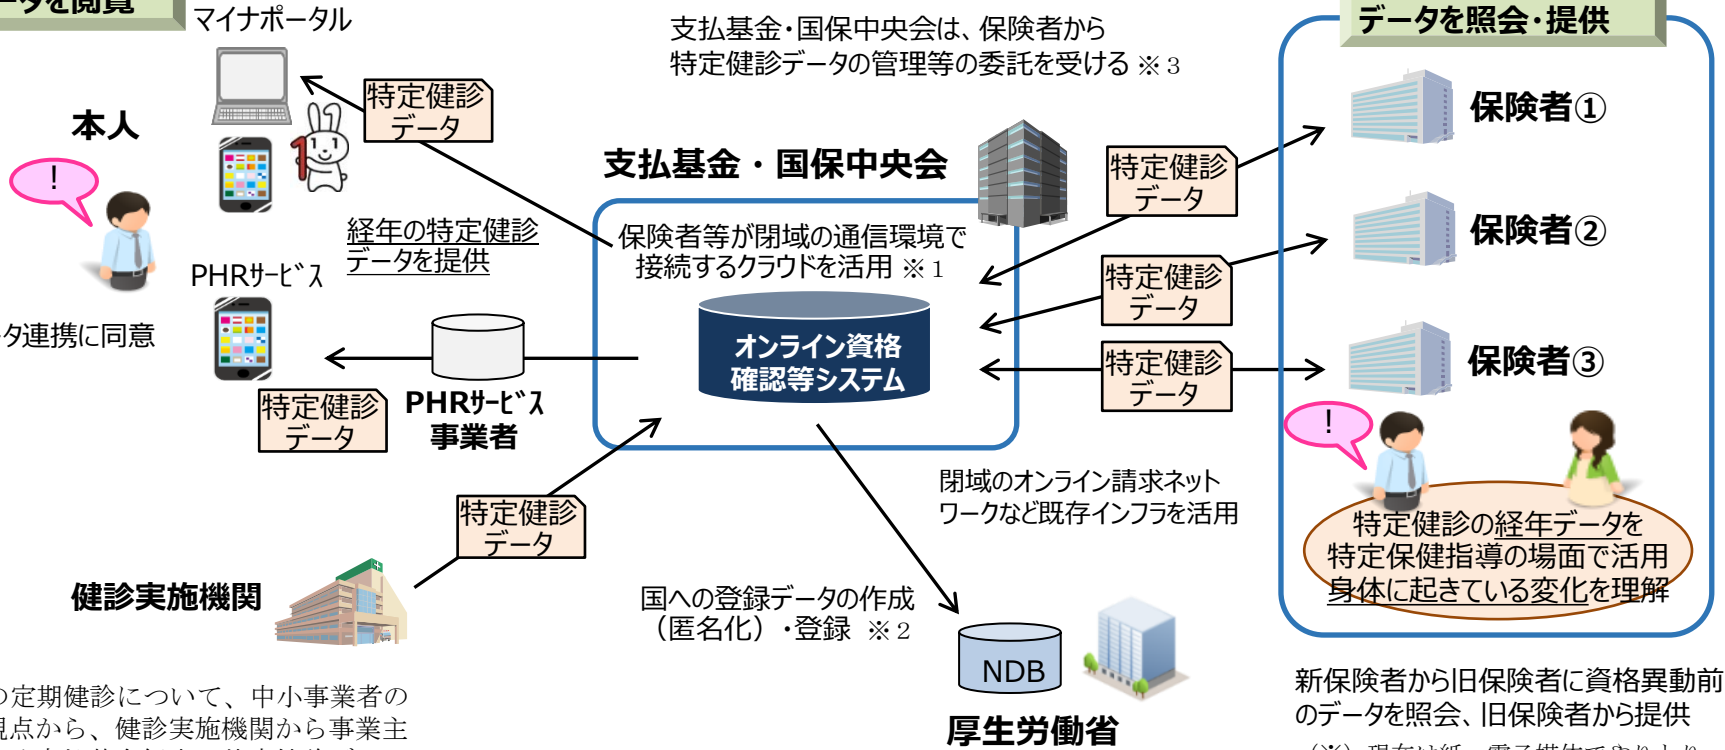 データを閲覧
マイナポータル
支払基金・国保中央会は、保険者から
特定健診データの管理等の委託を受ける ※３
データを照会・提供
本人
！
特定健診
データ
支払基金・国保中央会
保険者等が閉域の通信環境で
接続するクラウドを活用 ※１
オンライン資格
確認等システム
経年の特定健診
データを提供
PHRｻｰﾋﾞｽ
タ連携に同意
特定健診
データ
PHRｻｰﾋﾞｽ
事業者
特定健診
データ
健診実施機関
特定健診
データ
特定健診
データ
特定健診
データ
保険者①
保険者②
保険者③
！
特定健診の経年データを
特定保健指導の場面で活用
身体に起きている変化を理解
閉域のオンライン請求ネット
ワークなど既存インフラを活用
国への登録データの作成
（匿名化）・登録 ※２
NDB
厚生労働省
新保険者から旧保険者に資格異動前
のデータを照会、旧保険者から提供
の定期健診について、中小事業者の
観点から、健診実施機関から事業主